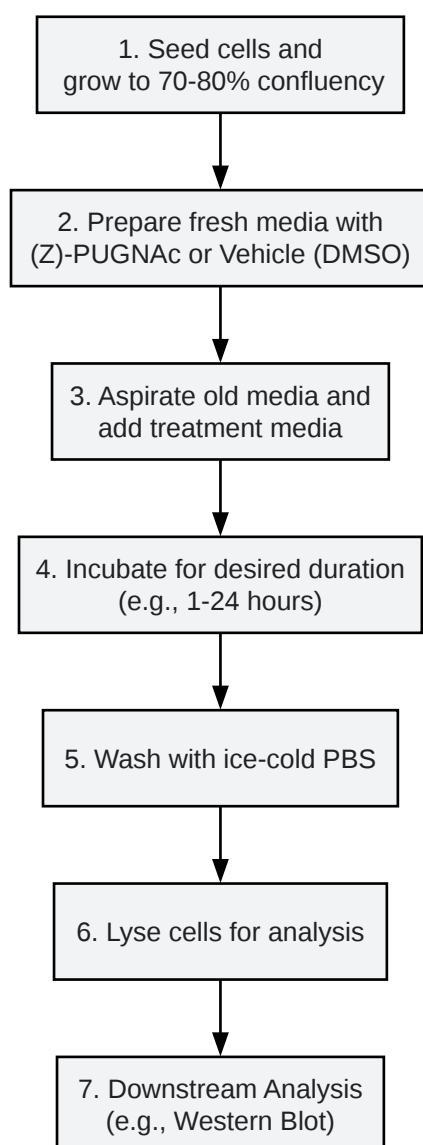 1. Seed cells and
grow to 70-80% confluency
2. Prepare fresh media with
(Z)-PUGNAc or Vehicle (DMSO)
3. Aspirate old media and
add treatment media
4. Incubate for desired duration
(e.g., 1-24 hours)
5. Wash with ice-cold PBS
6. Lyse cells for analysis
7. Downstream Analysis
(e.g., Western Blot)